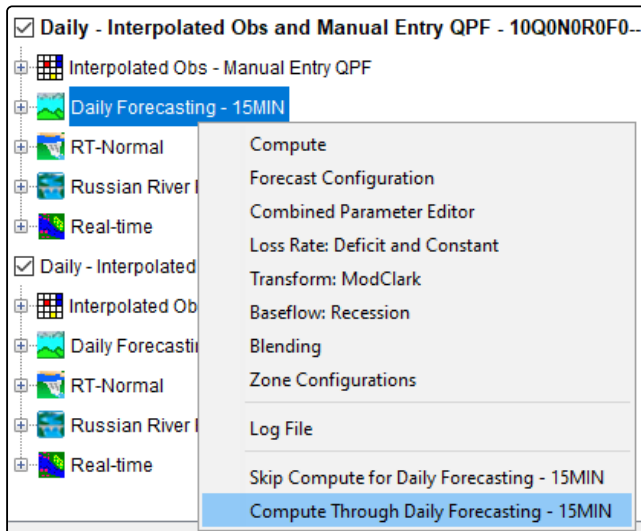 Daily - Interpolated Obs and Manual Entry QPF - 10Q0N0R0F0--
Interpolated Obs - Manual Entry QPF
Daily Forecasting - 15MIN
RT-Normal
Russian River
Real-time
Daily - Interpolated
Interpolated Ob
Daily Forecasti
RT-Normal
Russian River
Real-time
Compute
Forecast Configuration
Combined Parameter Editor
Loss Rate: Deficit and Constant
Transform: ModClark
Baseflow: Recession
Blending
Zone Configurations
Log File
Skip Compute for Daily Forecasting - 15MIN
Compute Through Daily Forecasting - 15MIN